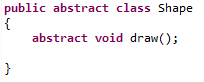 public abstract class Shape
{
    abstract void draw();
}